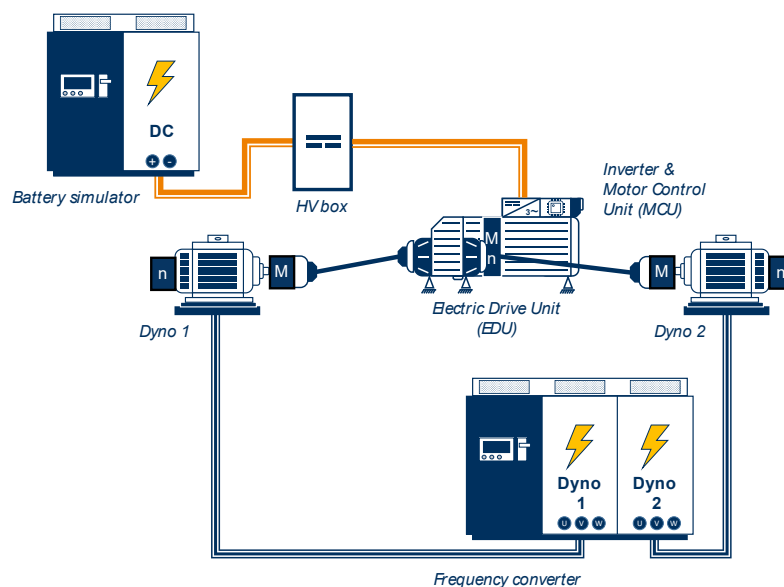 DC
+ -
Battery simulator
HV box
3~
Inverter &
Motor Control
Unit (MCU)
n
M
M
n
M
n
Dyno 1
Electric Drive Unit
(EDU)
Dyno 2
Dyno
1
Dyno
2
U V W
U V W
Frequency converter